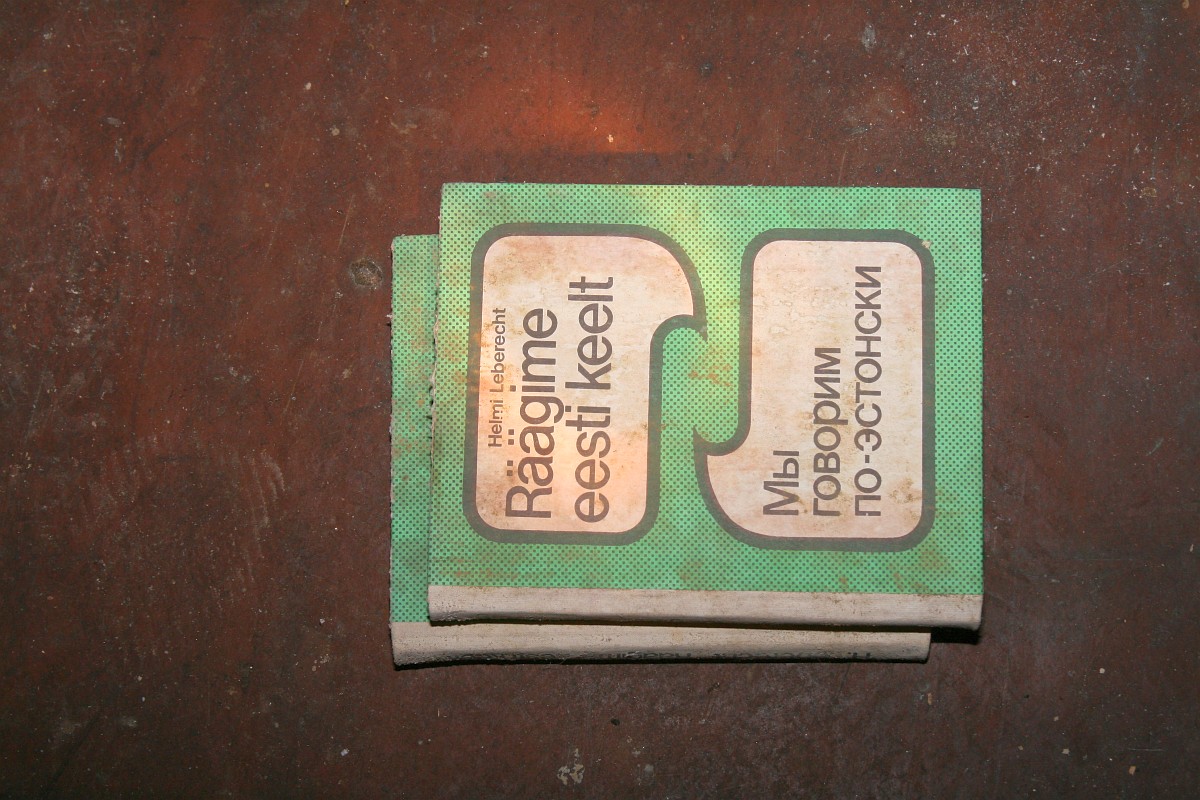 Helmi Leberecht
Räägime
eesti keelt
Мы
говорим
по-эстонски